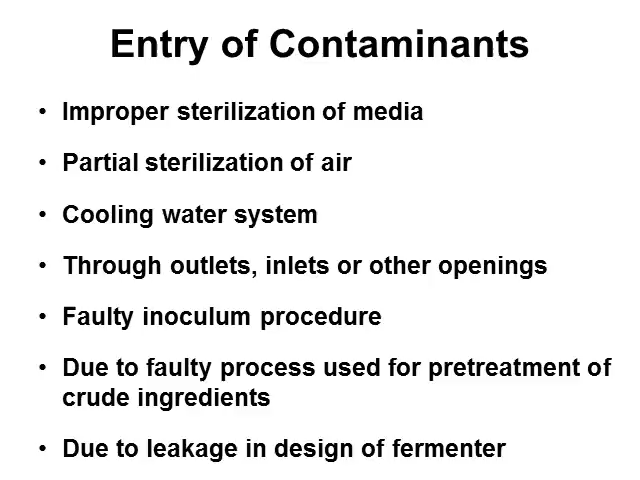 Entry of Contaminants
• Improper sterilization of media
• Partial sterilization of air
• Cooling water system
• Through outlets, inlets or other openings
• Faulty inoculum procedure
• Due to faulty process used for pretreatment of
crude ingredients
• Due to leakage in design of fermenter